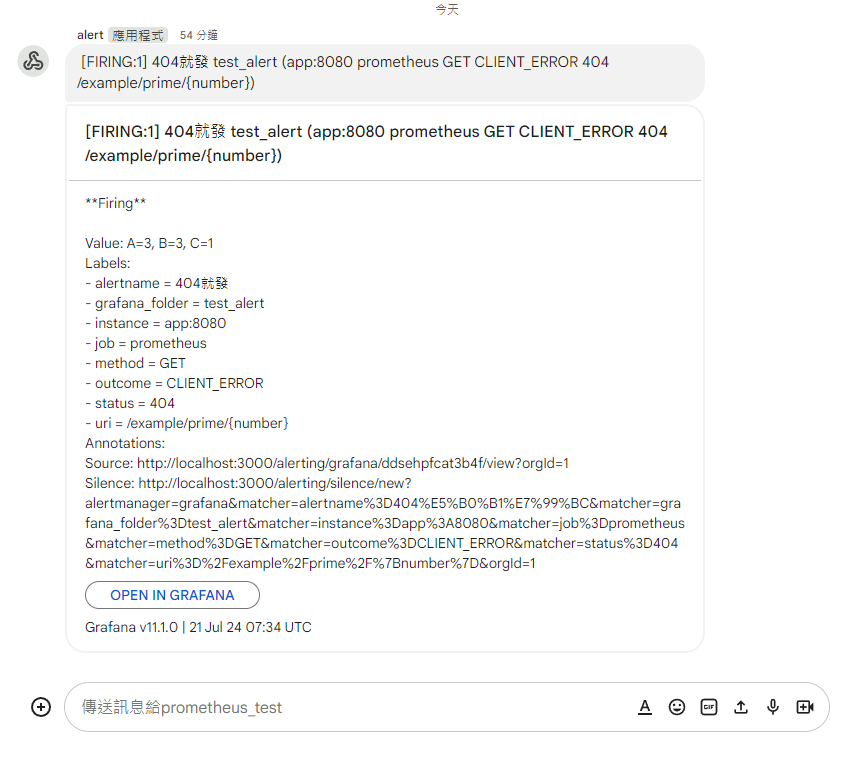 今天
alert 應用程式 54 分鐘
[FIRING:1] 404就發 test_alert (app:8080 prometheus GET CLIENT_ERROR 404
/example/prime/{number})
[FIRING:1] 404就發 test_alert (app:8080 prometheus GET CLIENT_ERROR 404
/example/prime/{number})
**Firing**
Value: A=3, B=3, C=1
Labels:
- alertname = 404就發
- grafana_folder = test_alert
- instance = app:8080
- job = prometheus
- method = GET
- outcome = CLIENT_ERROR
- status = 404
- uri = /example/prime/{number}
Annotations:
Source: http://localhost:3000/alerting/grafana/ddsehpfcat3b4f/view?orgId=1
Silence: http://localhost:3000/alerting/silence/new?
alertmanager=grafana&matcher=alertname%3D404%E5%B0%B1%E7%99%BC&matcher=gra
fana_folder%3Dtest_alert&matcher=instance%3Dapp%3A8080&matcher=job%3Dprometheus
&matcher=method%3DGET&matcher=outcome%3DCLIENT_ERROR&matcher=status%3D404
&matcher=uri%3D%2Fexample%2Fprime%2F%7Bnumber%7D&orgId=1
OPEN IN GRAFANA
Grafana v11.1.0 | 21 Jul 24 07:34 UTC
傳送訊息給prometheus_test
A GIF